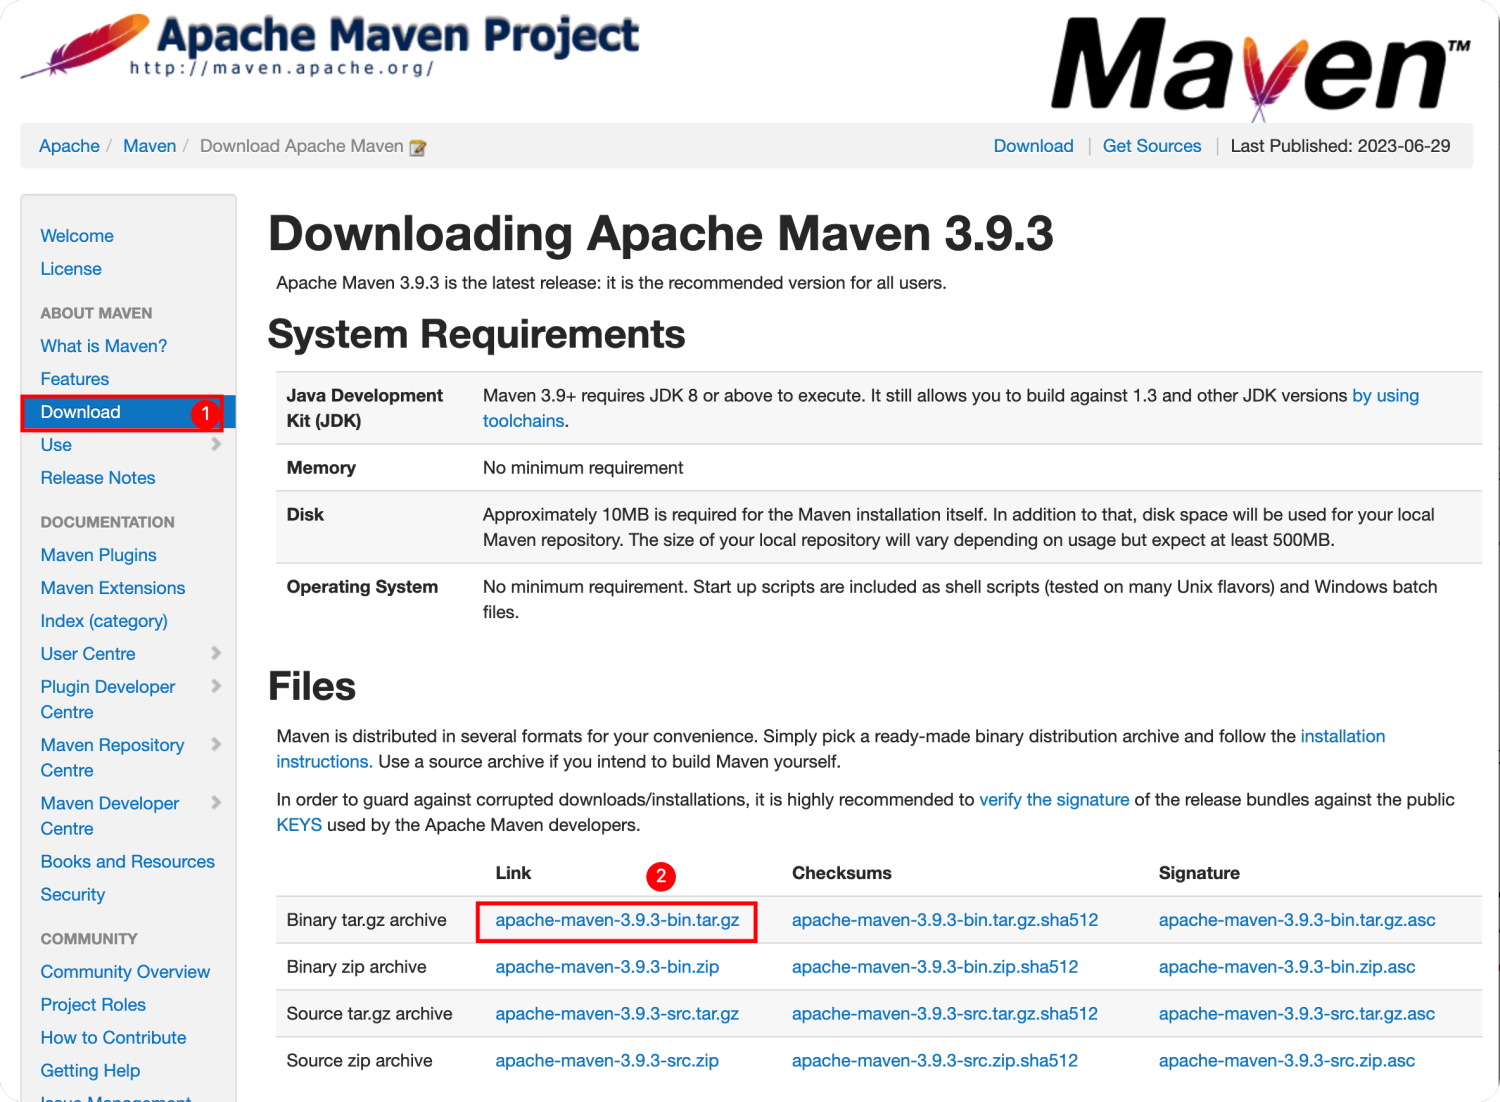 Apache Maven Project
http://maven.apache.org/
Maven™
Apache / Maven / Download Apache Maven
Download | Get Sources | Last Published: 2023-06-29
Welcome
License
ABOUT MAVEN
What is Maven?
Features
Download 1
Use
Release Notes
DOCUMENTATION
Maven Plugins
Maven Extensions
Index (category)
User Centre
Plugin Developer
Centre
Maven Repository
Centre
Maven Developer
Centre
Books and Resources
Security
COMMUNITY
Community Overview
Project Roles
How to Contribute
Getting Help
Issue Management
Downloading Apache Maven 3.9.3
Apache Maven 3.9.3 is the latest release: it is the recommended version for all users.
System Requirements
Java Development Maven 3.9+ requires JDK 8 or above to execute. It still allows you to build against 1.3 and other JDK versions by using
Kit (JDK) toolchains.
Memory No minimum requirement
Disk Approximately 10MB is required for the Maven installation itself. In addition to that, disk space will be used for your local
Maven repository. The size of your local repository will vary depending on usage but expect at least 500MB.
Operating System No minimum requirement. Start up scripts are included as shell scripts (tested on many Unix flavors) and Windows batch
files.
Files
Maven is distributed in several formats for your convenience. Simply pick a ready-made binary distribution archive and follow the installation
instructions. Use a source archive if you intend to build Maven yourself.
In order to guard against corrupted downloads/installations, it is highly recommended to verify the signature of the release bundles against the public
KEYS used by the Apache Maven developers.
Link 2 Checksums Signature
Binary tar.gz archive apache-maven-3.9.3-bin.tar.gz apache-maven-3.9.3-bin.tar.gz.sha512 apache-maven-3.9.3-bin.tar.gz.asc
Binary zip archive apache-maven-3.9.3-bin.zip apache-maven-3.9.3-bin.zip.sha512 apache-maven-3.9.3-bin.zip.asc
Source tar.gz archive apache-maven-3.9.3-src.tar.gz apache-maven-3.9.3-src.tar.gz.sha512 apache-maven-3.9.3-src.tar.gz.asc
Source zip archive apache-maven-3.9.3-src.zip apache-maven-3.9.3-src.zip.sha512 apache-maven-3.9.3-src.zip.asc